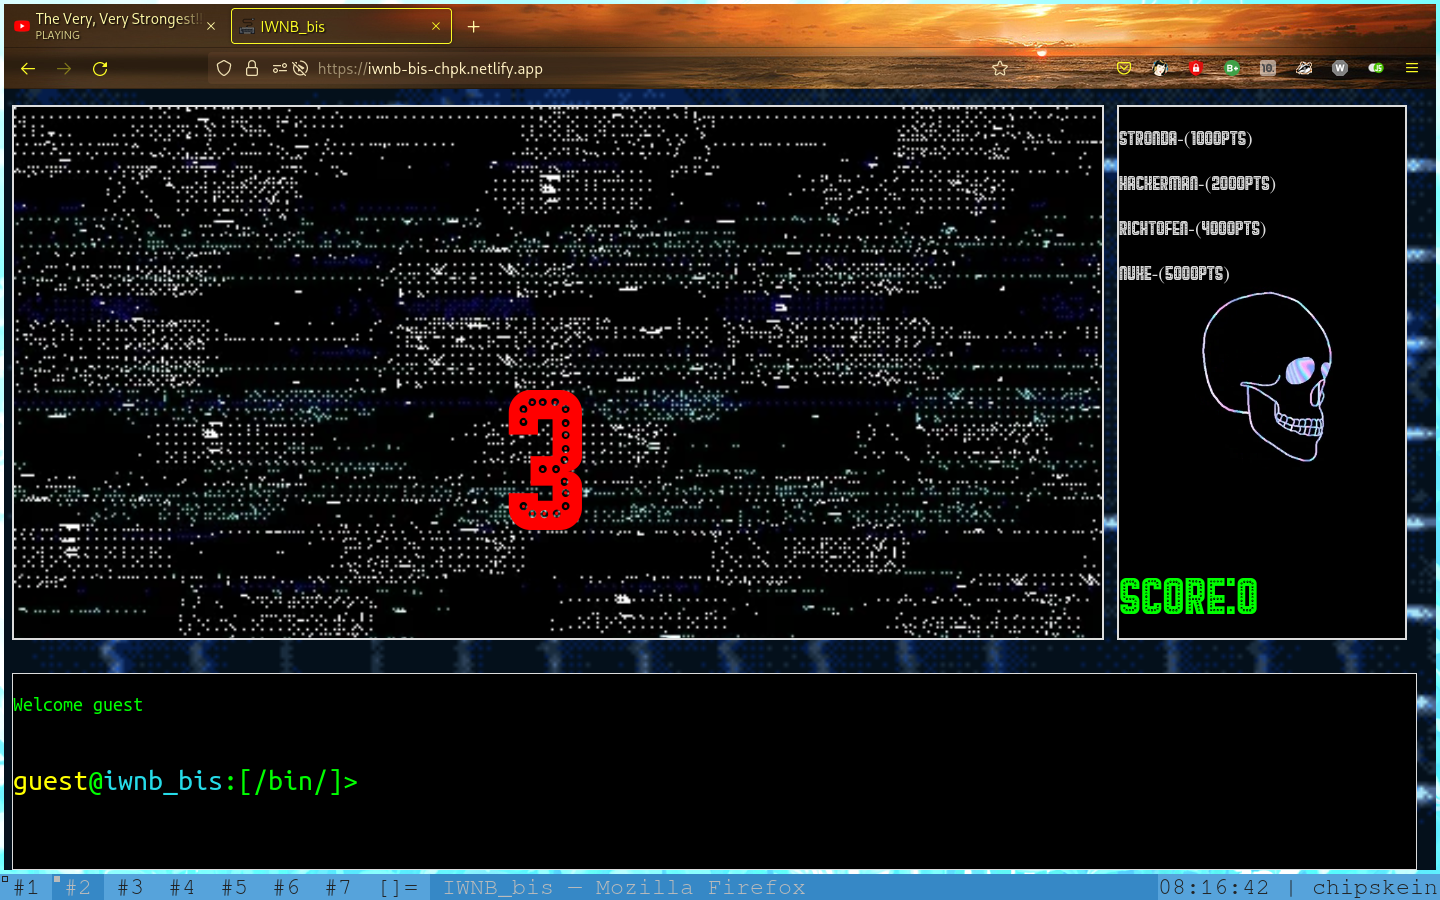 The Very, Very Strongest!!
PLAYING
IWNB_bis
https://iwnb-bis-chpk.netlify.app
B+
10.
W
STRONDA-(1000PTS)
HACKERMAN-(2000PTS)
RICHTOFEN-(4000PTS)
NUKE-(5000PTS)
3
SCORE:0
Welcome guest
guest@iwnb_bis:[/bin/]>
#1 #2 #3 #4 #5 #6 #7 []= IWNB_bis — Mozilla Firefox 08:16:42 | chipskein